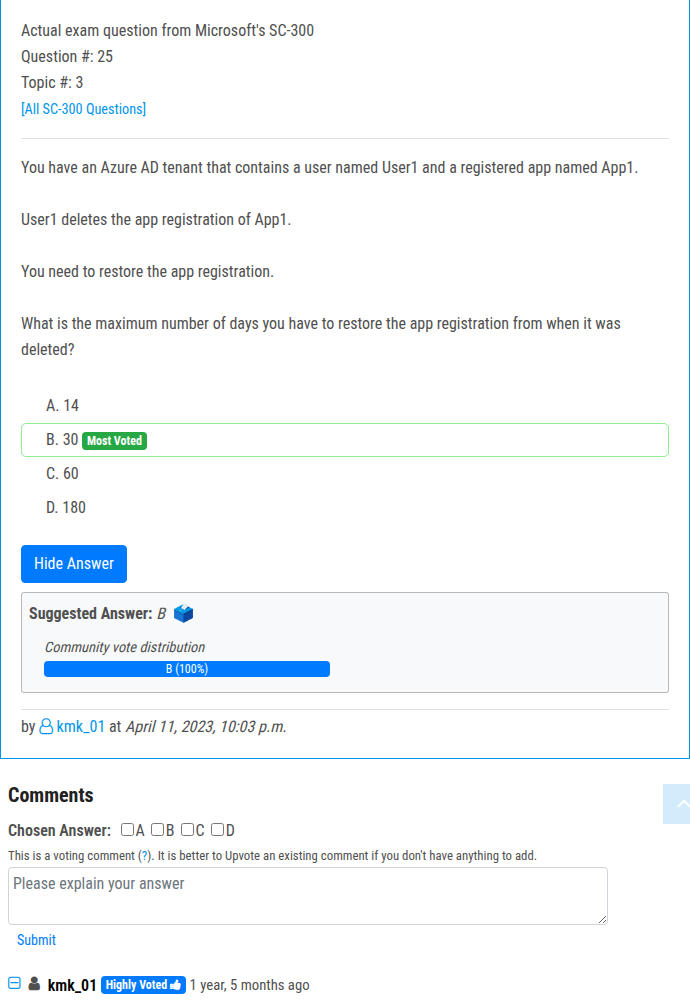 Actual exam question from Microsoft's SC-300
Question #: 25
Topic #: 3
[All SC-300 Questions]
You have an Azure AD tenant that contains a user named User1 and a registered app named App1.
User1 deletes the app registration of App1.
You need to restore the app registration.
What is the maximum number of days you have to restore the app registration from when it was
deleted?
A. 14
B. 30 Most Voted
C. 60
D. 180
Hide Answer
Suggested Answer: B
Community vote distribution
B (100%)
by kmk_01 at April 11, 2023, 10:03 p.m.
Comments
Chosen Answer: A B C D
This is a voting comment (?). It is better to Upvote an existing comment if you don't have anything to add.
Please explain your answer
Submit
kmk_01 Highly Voted 1 year, 5 months ago